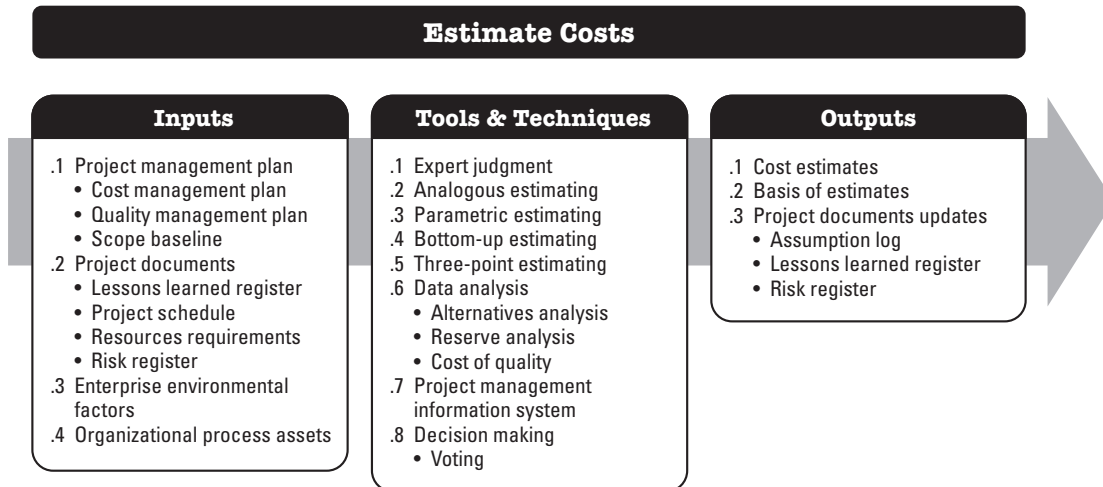 Estimate Costs
Inputs
.1 Project management plan
• Cost management plan
• Quality management plan
• Scope baseline
.2 Project documents
• Lessons learned register
• Project schedule
• Resources requirements
• Risk register
.3 Enterprise environmental
factors
.4 Organizational process assets
Tools & Techniques
.1 Expert judgment
.2 Analogous estimating
.3 Parametric estimating
.4 Bottom-up estimating
.5 Three-point estimating
.6 Data analysis
• Alternatives analysis
• Reserve analysis
• Cost of quality
.7 Project management
information system
.8 Decision making
• Voting
Outputs
.1 Cost estimates
.2 Basis of estimates
.3 Project documents updates
• Assumption log
• Lessons learned register
• Risk register